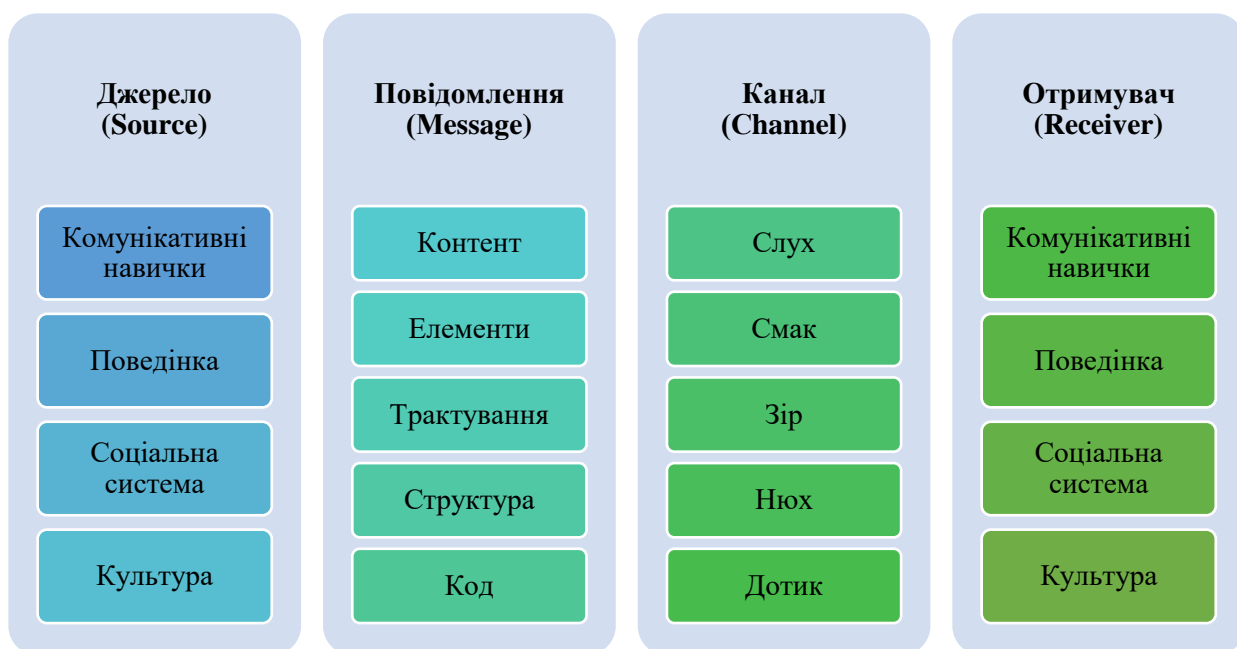 Джерело
(Source)
Комунікативні
навички
Поведінка
Соціальна
система
Культура
Повідомлення
(Message)
Контент
Елементи
Трактування
Структура
Код
Канал
(Channel)
Слух
Смак
Зір
Нюх
Дотик
Отримувач
(Receiver)
Комунікативні
навички
Поведінка
Соціальна
система
Культура